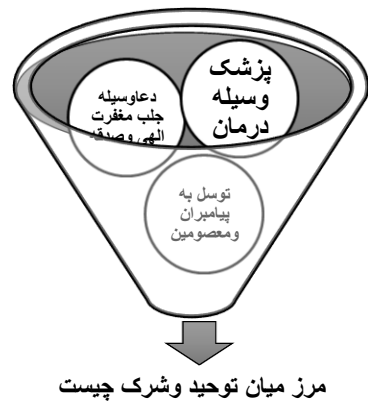 پزشک
وسیله
درمان
دعاوسیله
جلب مغفرت
الهی وصدقه
توسل به
پیامبران
ومعصومین
مرز میان توحید وشرک چیست